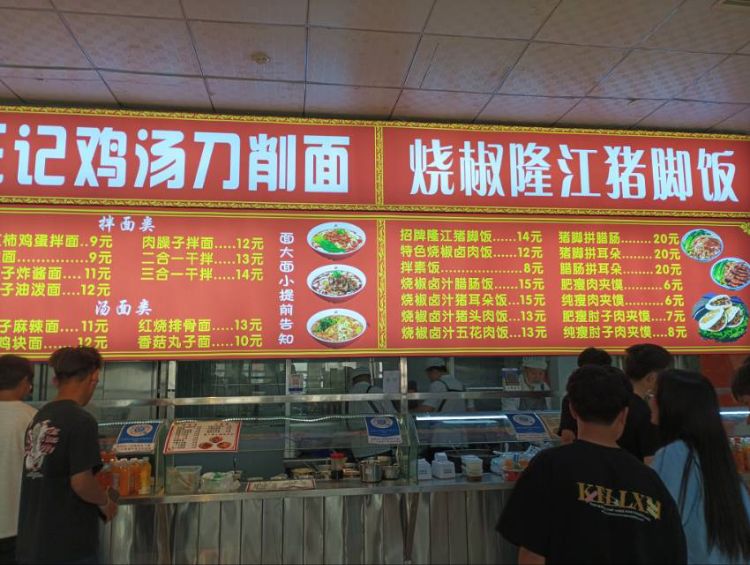 记鸡汤刀削面
烧椒隆江猪脚饭
拌面类
柿鸡蛋拌面..9元
面............9元
子炸酱面....11元
子油泼面....12元
肉臊子拌面.....12元
二合一干拌....13元
三合一干拌....14元
汤面类
子麻辣面....11元
鸡块面.......12元
红烧排骨面....13元
香菇丸子面....10元
面大面小提前告知
招牌隆江猪脚饭......14元
特色烧椒卤肉饭......12元
拌素饭.................8元
烧椒卤汁腊肠饭.....15元
烧椒卤汁猪耳朵饭...15元
烧椒卤汁猪头肉饭...13元
烧椒卤汁五花肉饭...13元
猪脚拼腊肠........20元
猪脚拼耳朵........20元
腊肠拼耳朵........20元
肥瘦肉夹馍..........6元
纯瘦肉夹馍..........6元
肥瘦肘子肉夹馍....7元
纯瘦肘子肉夹馍....8元
KILLX